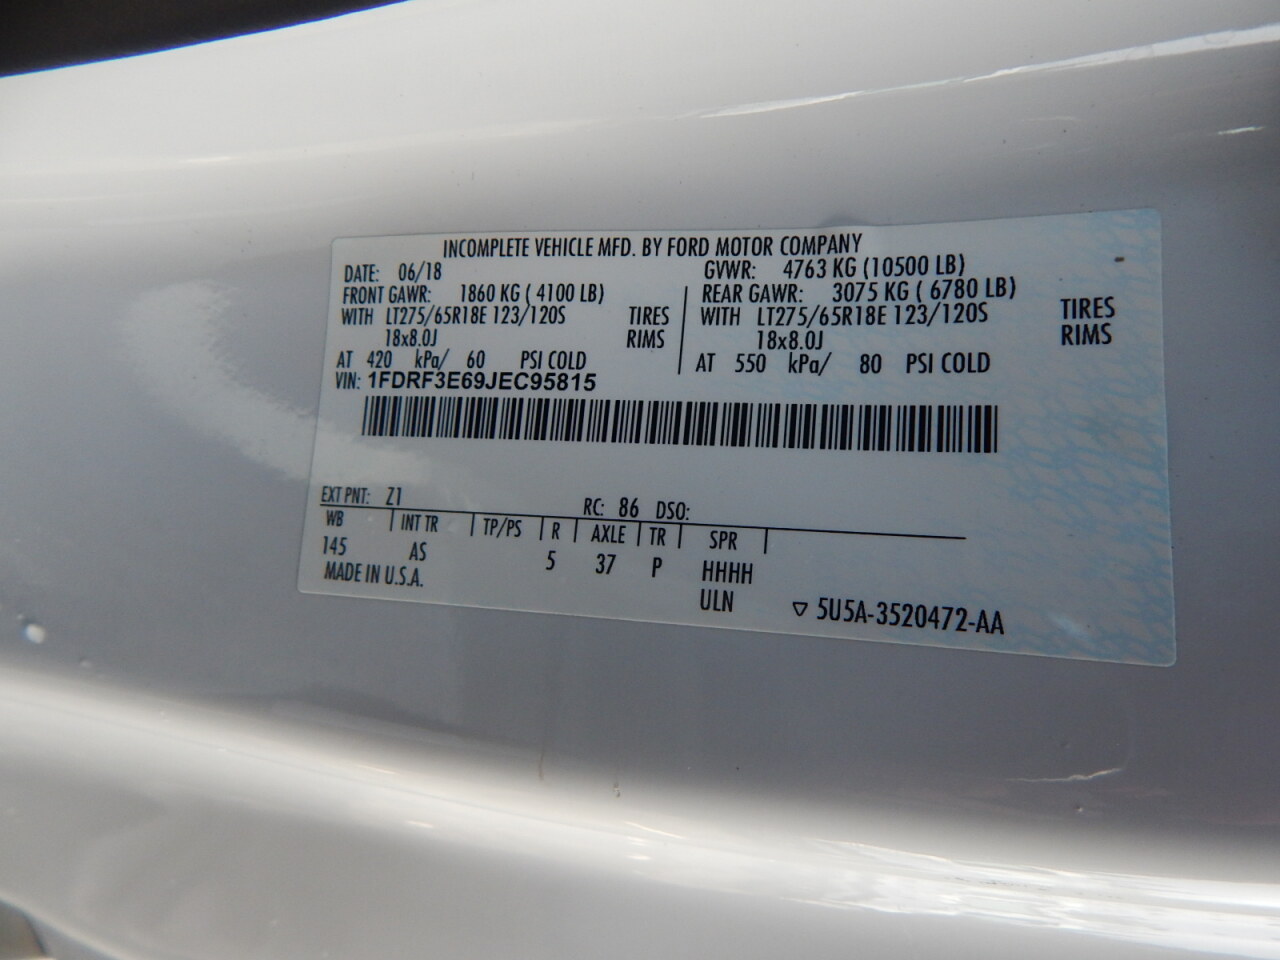 INCOMPLETE VEHICLE MFD. BY FORD MOTOR COMPANY
DATE: 06/18 GVWR: 4763 KG (10500 LB)
FRONT GAWR: 1860 KG ( 4100 LB) REAR GAWR: 3075 KG ( 6780 LB)
WITH LT275/65R18E 123/120S TIRES WITH LT275/65R18E 123/120S TIRES
18x8.0J RIMS 18x8.0J RIMS
AT 420 kPa/ 60 PSI COLD AT 550 kPa/ 80 PSI COLD
VIN: 1FDRF3E69JEC95815
EXT PNT: Z1 RC: 86 DSO:
WB INT TR TP/PS R AXLE TR SPR
145 AS 5 37 P HHHH
MADE IN U.S.A. ULN ▽ 5U5A-3520472-AA